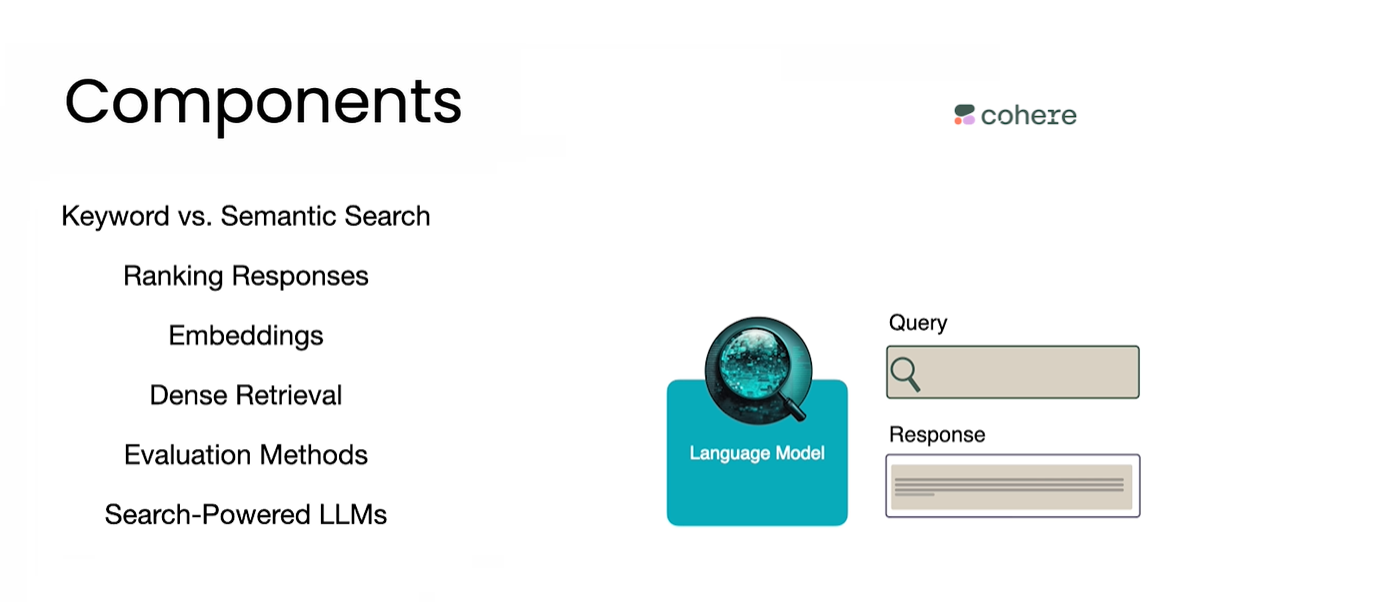 Components
cohere
Keyword vs. Semantic Search
Ranking Responses
Embeddings
Dense Retrieval
Evaluation Methods
Search-Powered LLMs
Language Model
Query
Response